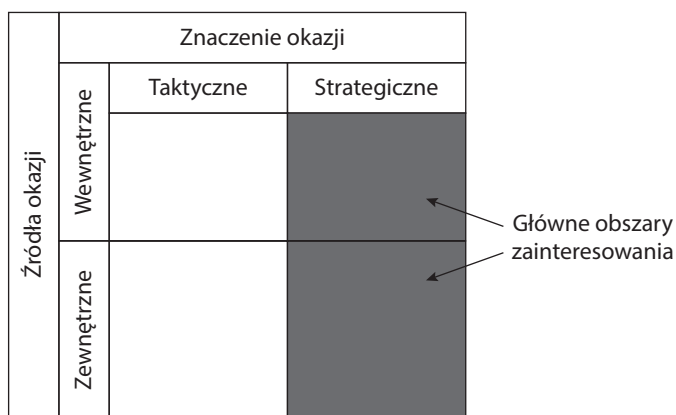 Znaczenie okazji
Taktyczne
Strategiczne
Źródła okazji
Wewnętrzne
Zewnętrzne
Główne obszary
zainteresowania